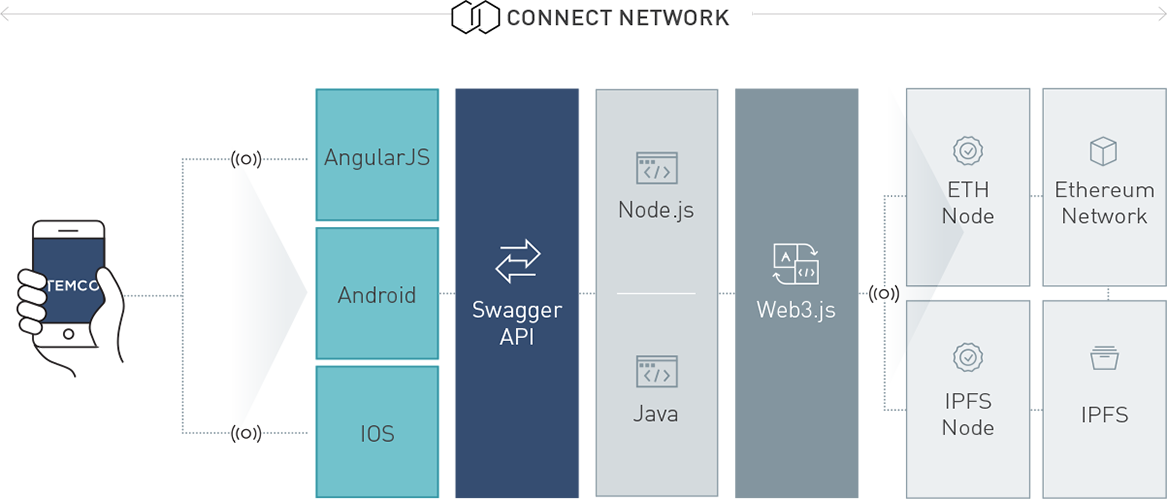 CONNECT NETWORK
TEMCO
AngularJS
Android
IOS
Swagger
API
Node.js
Java
Web3.js
ETH
Node
Ethereum
Network
IPFS
Node
IPFS